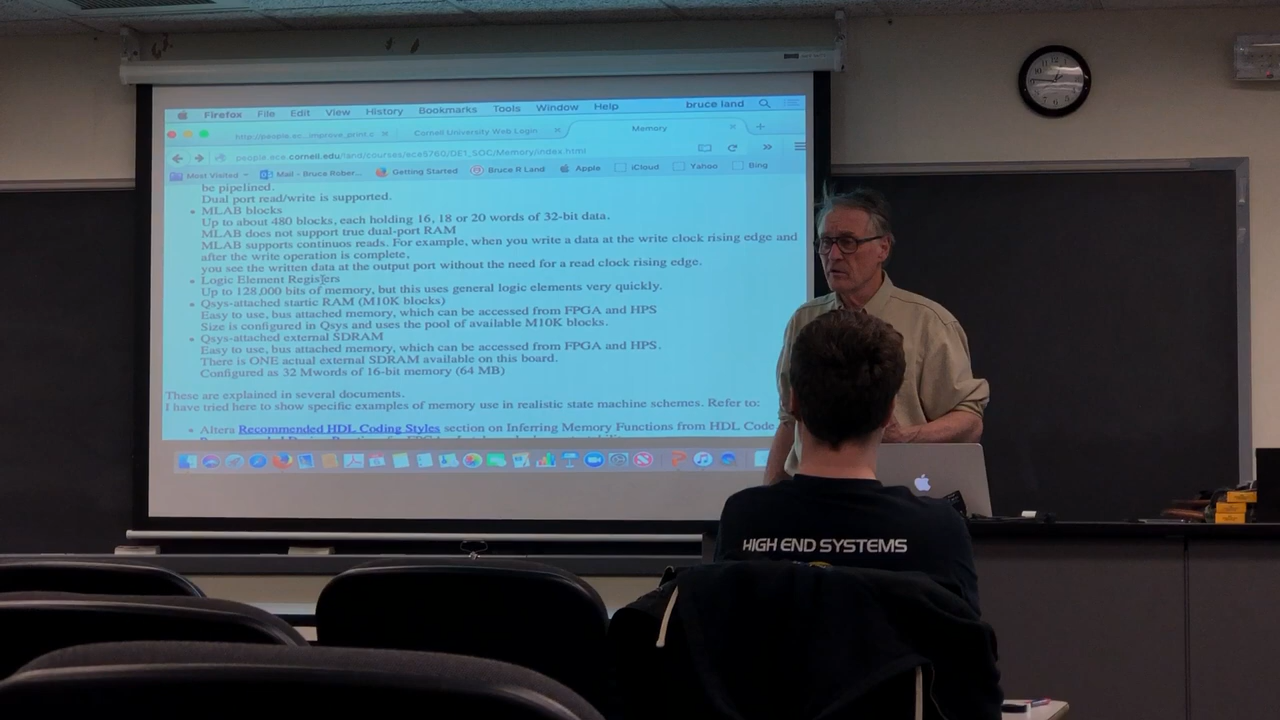 Firefox File Edit View History Bookmarks Tools Window Help bruce land
http://people.ec... improve_print.c Cornell University Web Login Memory
people.ece.cornell.edu/land/courses/ece5760/DE1_SOC/Memory/index.html
Most Visited Mail - Bruce Rober... Getting Started Bruce R Land Apple iCloud Yahoo Bing
be pipelined.
Dual port read/write is supported.
• MLAB blocks
Up to about 480 blocks, each holding 16, 18 or 20 words of 32-bit data.
MLAB does not support true dual-port RAM
MLAB supports continuos reads. For example, when you write a data at the write clock rising edge and
after the write operation is complete,
you see the written data at the output port without the need for a read clock rising edge.
• Logic Element Registers
Up to 128,000 bits of memory, but this uses general logic elements very quickly.
• Qsys-attached startic RAM (M10K blocks)
Easy to use, bus attached memory, which can be accessed from FPGA and HPS
Size is configured in Qsys and uses the pool of available M10K blocks.
• Qsys-attached external SDRAM
Easy to use, bus attached memory, which can be accessed from FPGA and HPS.
There is ONE actual external SDRAM available on this board.
Configured as 32 Mwords of 16-bit memory (64 MB)
These are explained in several documents.
I have tried here to show specific examples of memory use in realistic state machine schemes. Refer to:
• Altera Recommended HDL Coding Styles section on Inferring Memory Functions from HDL Code
HIGH END SYSTEMS